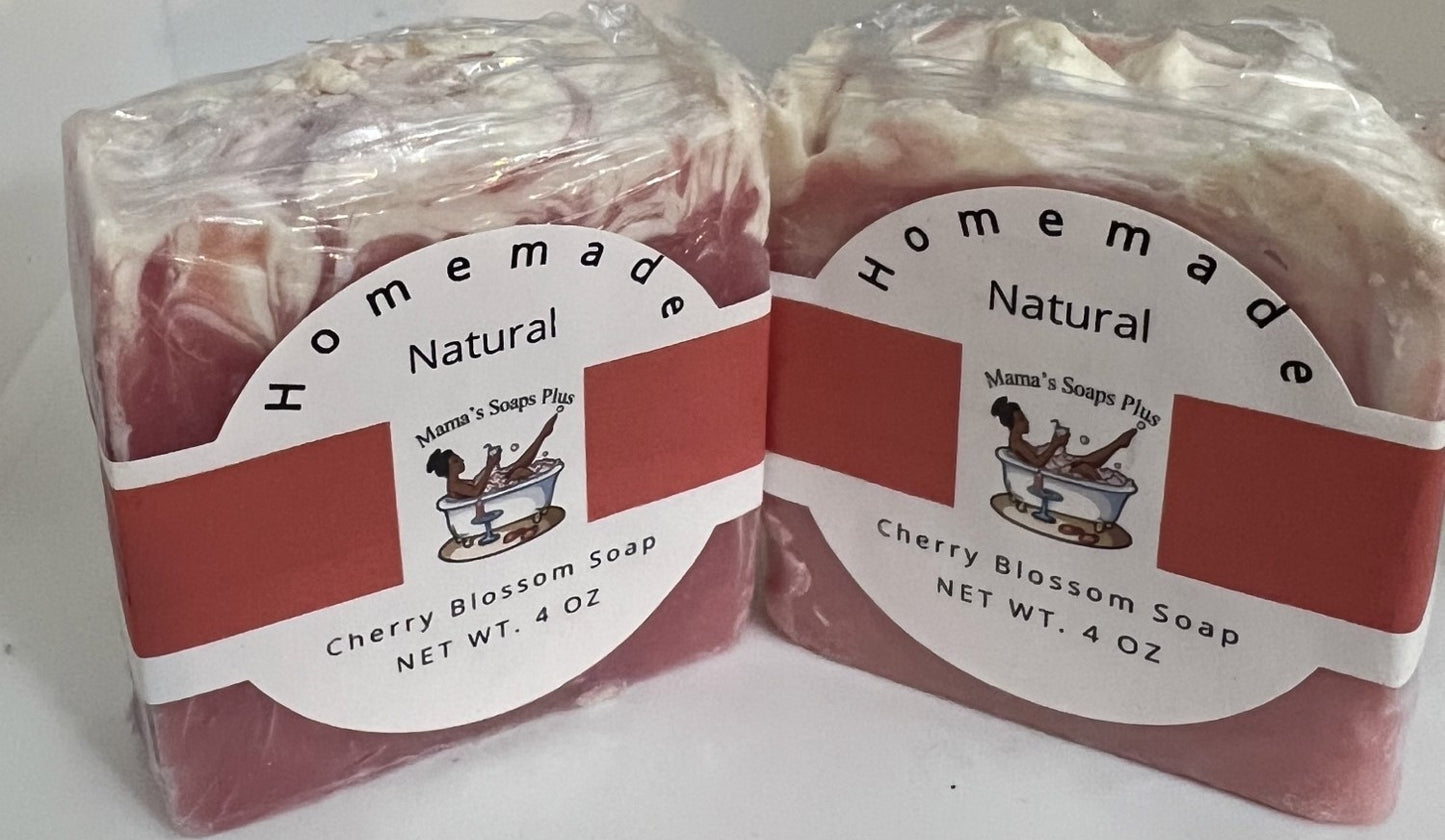 Homemade
Natural
Mama's Soaps Plus
Cherry Blossom Soap
NET WT. 4 OZ
Homemade
Natural
Mama's Soaps Plus
Cherry Blossom Soap
NET WT. 4 OZ